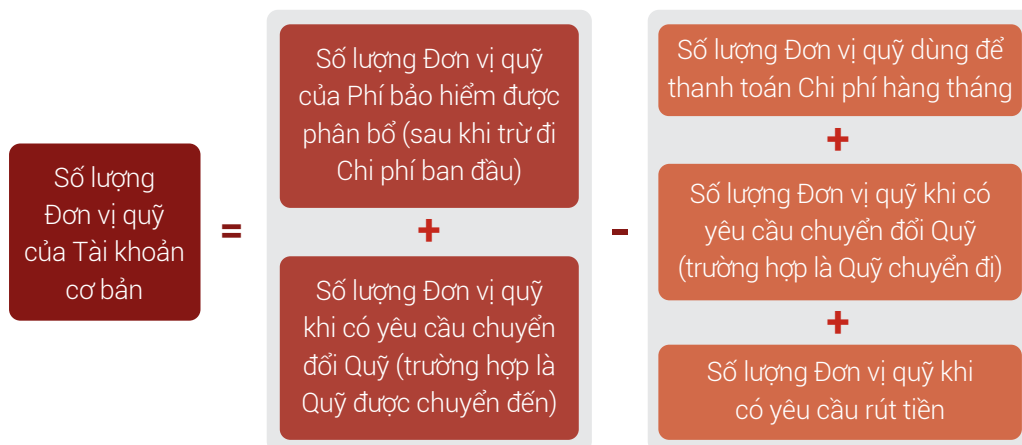 Số lượng
Đơn vị quỹ
của Tài khoản
cơ bản
=
Số lượng Đơn vị quỹ
của Phí bảo hiểm được
phân bổ (sau khi trừ đi
Chi phí ban đầu)
+
Số lượng Đơn vị quỹ
khi có yêu cầu chuyển
đổi Quỹ (trường hợp là
Quỹ được chuyển đến)
-
Số lượng Đơn vị quỹ dùng để
thanh toán Chi phí hàng tháng
+
Số lượng Đơn vị quỹ khi có
yêu cầu chuyển đổi Quỹ
(trường hợp là Quỹ chuyển đi)
+
Số lượng Đơn vị quỹ khi
có yêu cầu rút tiền